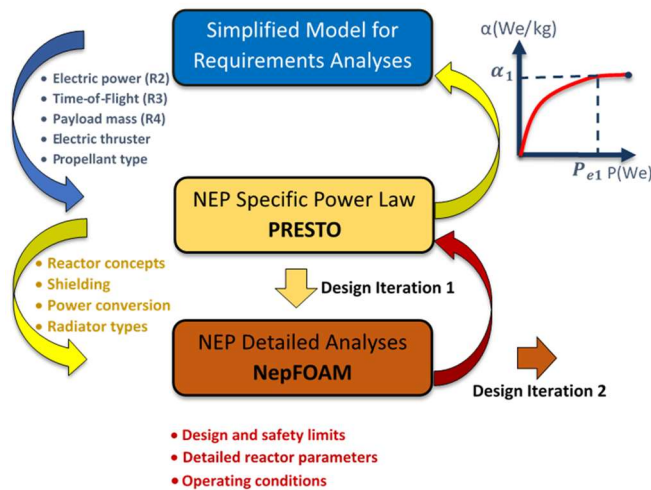 Simplified Model for
Requirements Analyses
α(We/kg)
α₁
P_{e1} P(We)
• Electric power (R2)
• Time-of-Flight (R3)
• Payload mass (R4)
• Electric thruster
• Propellant type
NEP Specific Power Law
PRESTO
• Reactor concepts
• Shielding
• Power conversion
• Radiator types
Design Iteration 1
NEP Detailed Analyses
NepFOAM
Design Iteration 2
• Design and safety limits
• Detailed reactor parameters
• Operating conditions